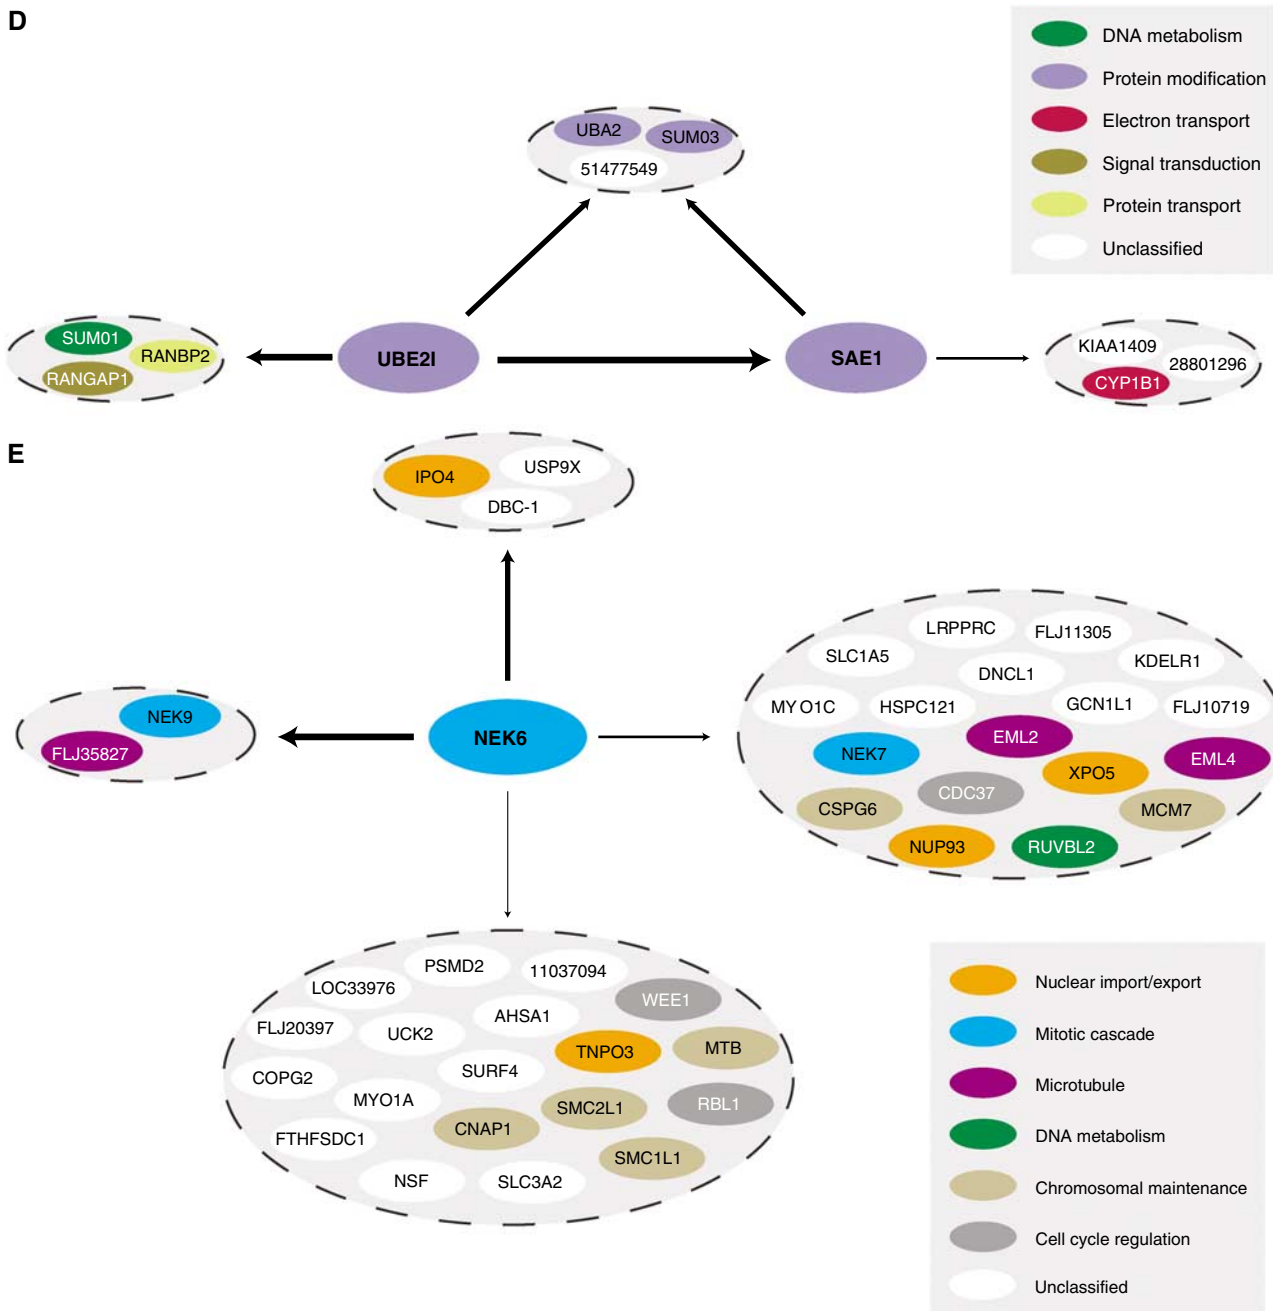 D
DNA metabolism
Protein modification
Electron transport
Signal transduction
Protein transport
Unclassified
UBA2
SUM03
51477549
SUM01
RANBP2
RANGAP1
UBE2I
SAE1
KIAA1409
28801296
CYP1B1
E
IPO4
USP9X
DBC-1
NEK9
FLJ35827
NEK6
LRPPRC
FLJ11305
SLC1A5
KDELR1
DNCL1
MYO1C
HSPC121
GCN1L1
FLJ10719
NEK7
EML2
EML4
XPO5
CSPG6
CDC37
MCM7
NUP93
RUVBL2
PSMD2
11037094
LOC33976
WEE1
FLJ20397
UCK2
AHSA1
TNPO3
MTB
COPG2
SURF4
MYO1A
SMC2L1
RBL1
FTHFSDC1
CNAP1
SMC1L1
NSF
SLC3A2
Nuclear import/export
Mitotic cascade
Microtubule
DNA metabolism
Chromosomal maintenance
Cell cycle regulation
Unclassified